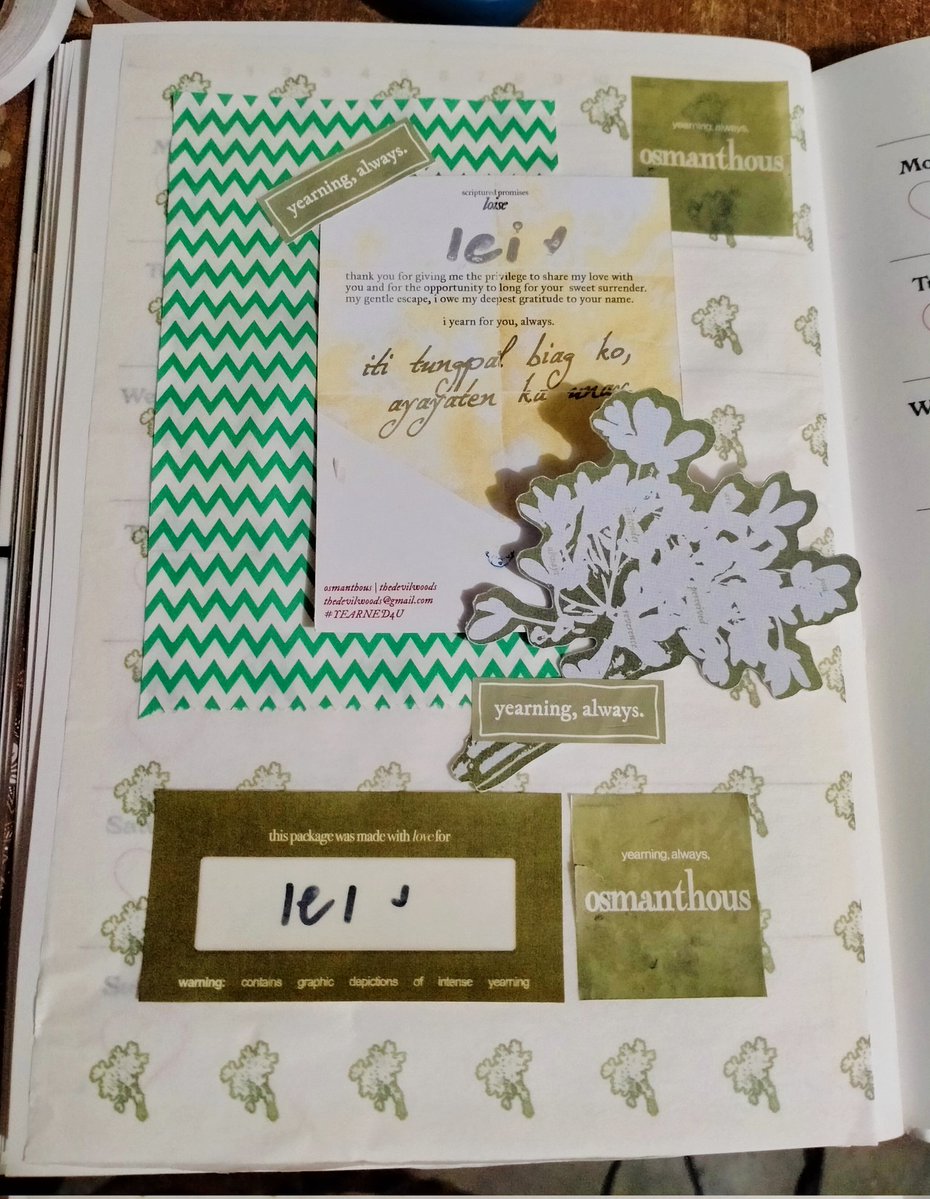 yearning, always.
osmanthous
yearning, always.
scriptured promises
loise
lei
thank you for giving me the privilege to share my love with
you and for the opportunity to long for your sweet surrender.
my gentle escape, i owe my deepest gratitude to your name.
i yearn for you, always.
iti tungpal biag ko,
ayayaten ka
osmanthous | thedevilwoods
thedevilwoods@gmail.com
#YEARNED4U
yearning, always.
this package was made with love for
lei
warning: contains graphic depictions of intense yearning
yearning, always,
osmanthous
Mo
Tu
W